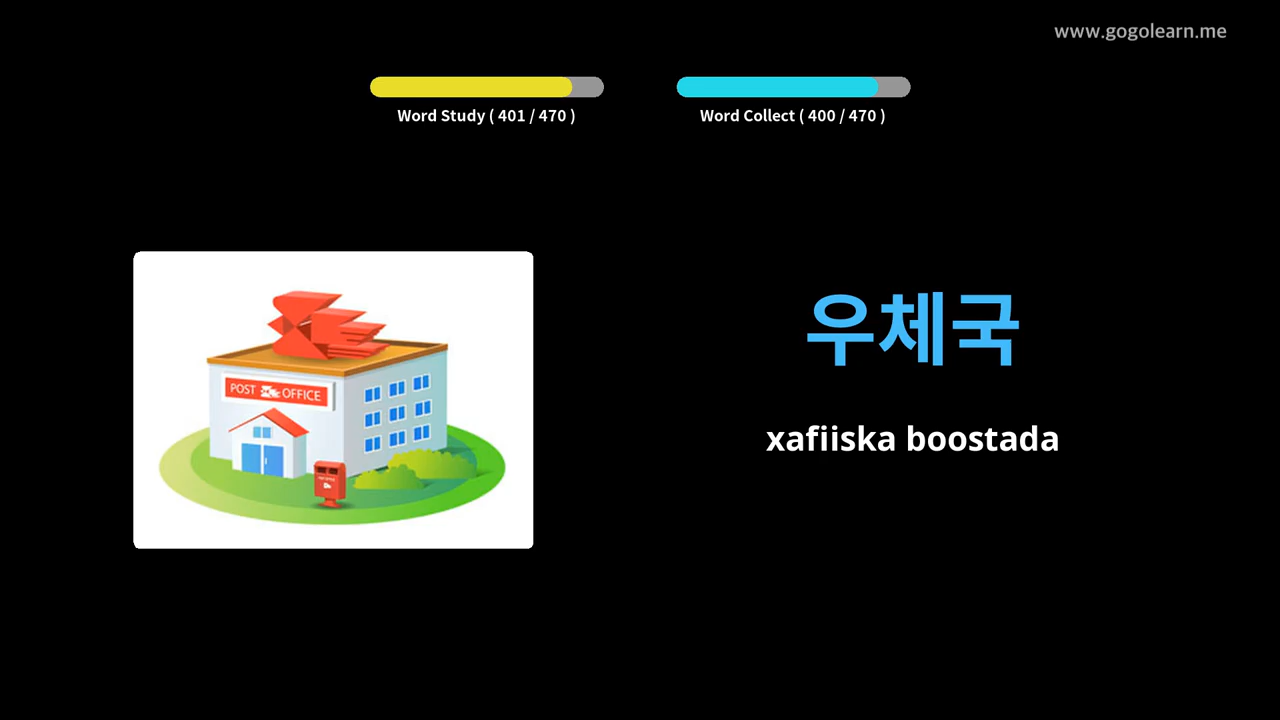 www.gogolearn.me
Word Study ( 401 / 470 )
Word Collect ( 400 / 470 )
POST OFFICE
우체국
xafiiska boostada